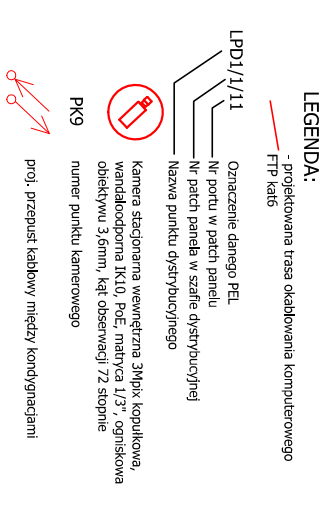 LEGENDA:
- projektowana trasa okablowania komputerowego
FTP kat6
LPD1/1/11
Oznaczenie danego PEL
Nr portu w patch panelu
Nr patch panela w szafie dystrybucyjnej
Nazwa punktu dystrybucyjnego
Kamera stacjonarna wewnętrzna 3Mpix kopułkowa,
wandaloodporna IK10, PoE, matryca 1/3", ogniskowa
obiektywu 3,6mm, kąt obserwacji 72 stopnie
PK9
numer punktu kamerowego
proj. przepust kablowy między kondygnacjami